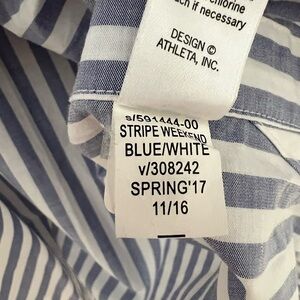 chlorine
if necessary
DESIGN ©
ATHLETA, INC.
s/591444-00
STRIPE WEEKEND
BLUE/WHITE
v/308242
SPRING'17
11/16